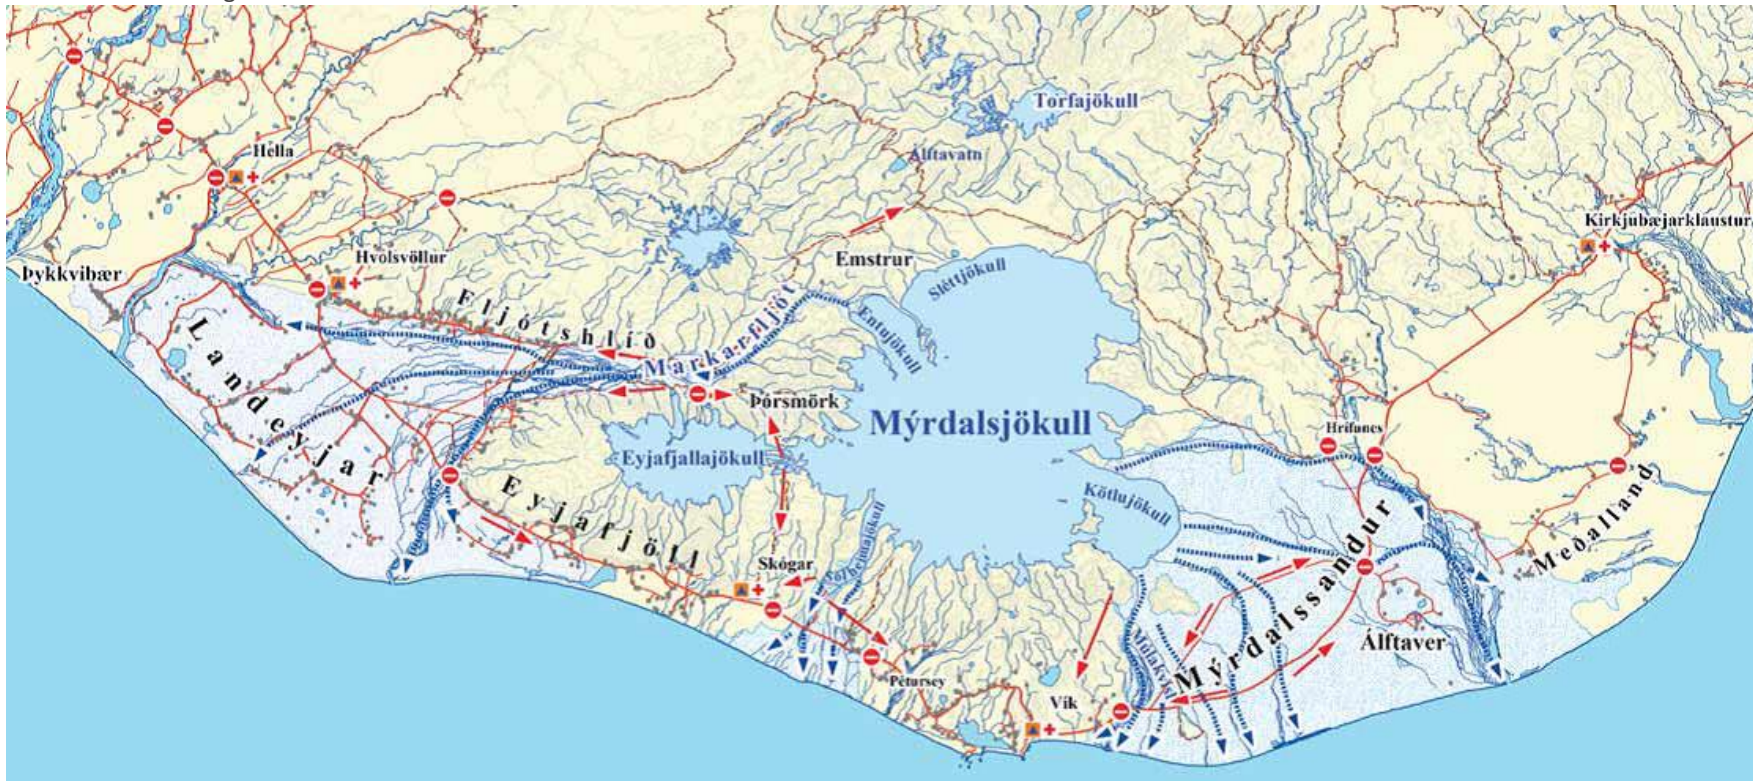 Torfajökull
Hella
Álftavatn
Kirkjubæjarklaustur
Hvolsvöllur
Emstrur
Þykkvibær
Sléttjökull
Fljótshlíð
Markarfljót
Entujökull
Landeyjar
Þórsmörk
Mýrdalsjökull
Hrífunes
Eyjafjallajökull
Kötlujökull
Meðalland
Eyjafjöll
Skógar
Sólheimajökull
Mýrdalssandur
Álftaver
Múlakvísl
Pétursey
Vík